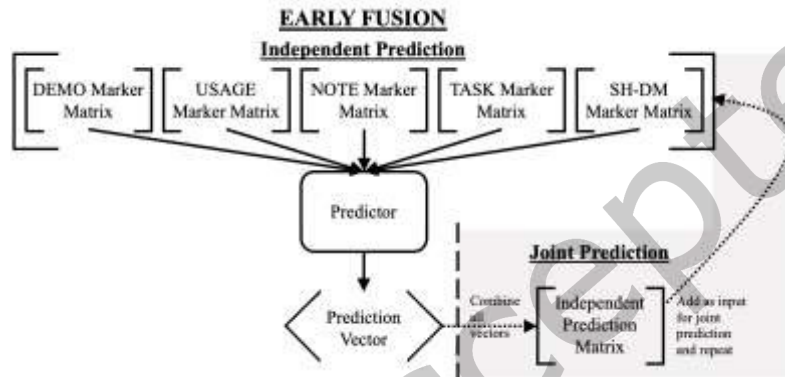 EARLY FUSION
Independent Prediction
DEMO Marker Matrix
USAGE Marker Matrix
NOTE Marker Matrix
TASK Marker Matrix
SH-DM Marker Matrix
Predictor
Prediction
Vector
Joint Prediction
Combine
all
vectors
Independent
Prediction
Matrix
Add as input
for joint
prediction
and repeat